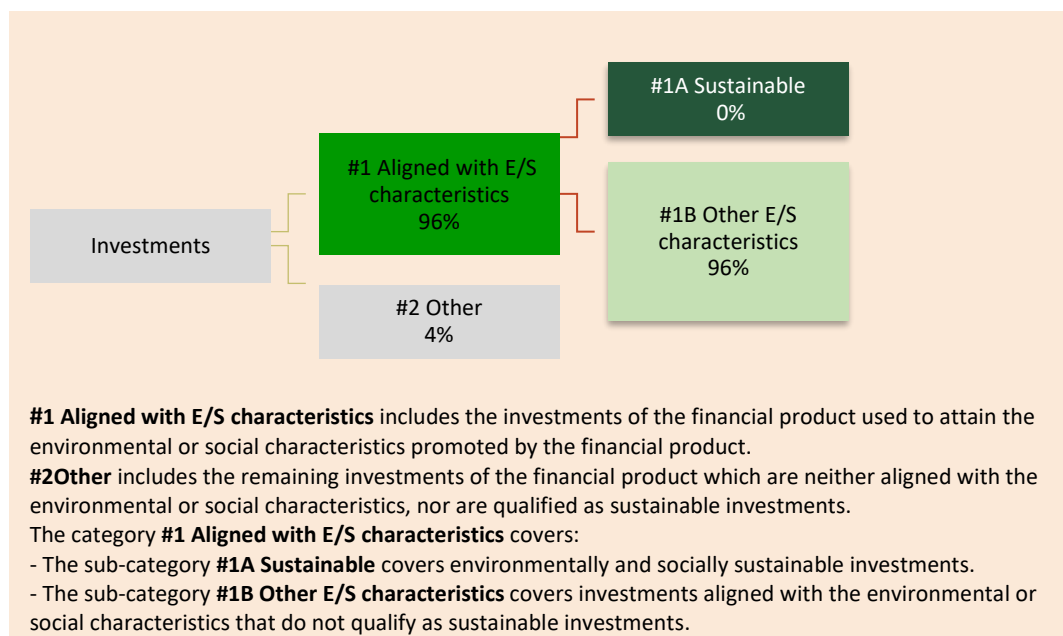 #1A Sustainable
0%
#1 Aligned with E/S
characteristics
96%
#1B Other E/S
characteristics
96%
Investments
#2 Other
4%
#1 Aligned with E/S characteristics includes the investments of the financial product used to attain the
environmental or social characteristics promoted by the financial product.
#2Other includes the remaining investments of the financial product which are neither aligned with the
environmental or social characteristics, nor are qualified as sustainable investments.
The category #1 Aligned with E/S characteristics covers:
- The sub-category #1A Sustainable covers environmentally and socially sustainable investments.
- The sub-category #1B Other E/S characteristics covers investments aligned with the environmental or
social characteristics that do not qualify as sustainable investments.